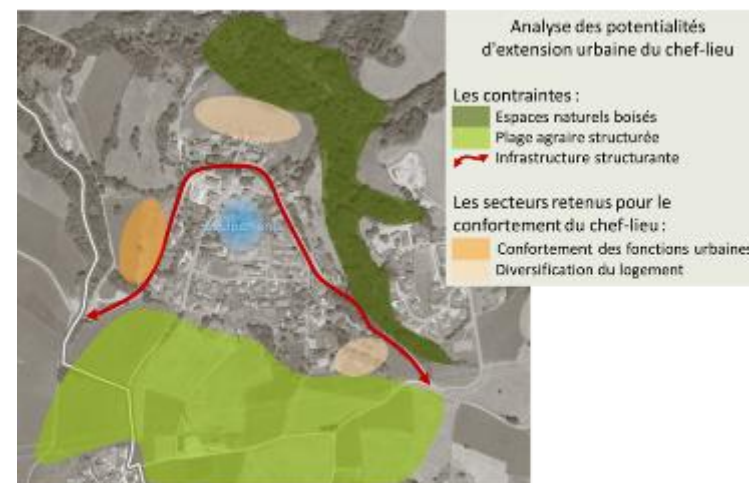 Analyse des potentialités
d'extension urbaine du chef-lieu
Les contraintes :
Espaces naturels boisés
Plage agraire structurée
Infrastructure structurante
Les secteurs retenus pour le
confortement du chef-lieu :
Confortement des fonctions urbaines
Diversification du logement